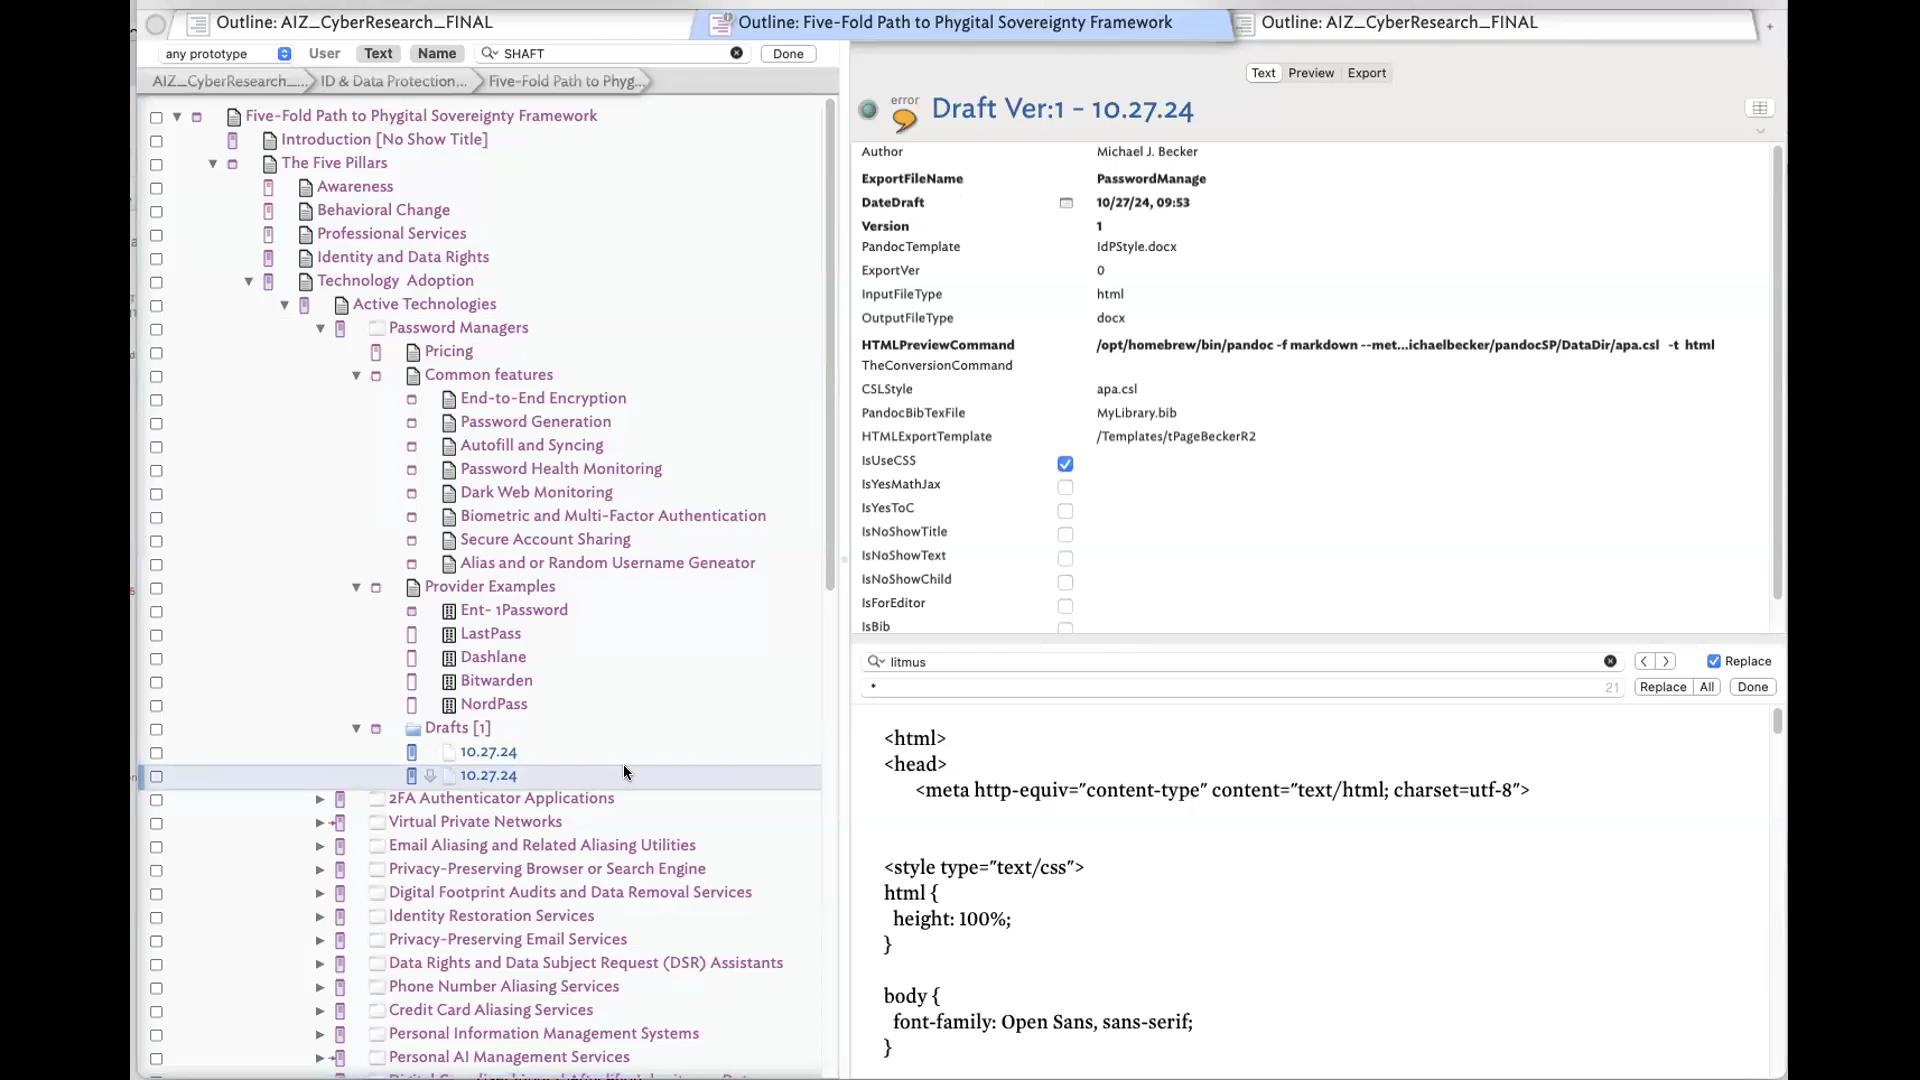 Outline: AIZ_CyberResearch_FINAL
Outline: Five-Fold Path to Phygital Sovereignty Framework
Outline: AIZ_CyberResearch_FINAL
+
any prototype User Text Name SHAFT Done
AIZ_CyberResearch_... ID & Data Protection... Five-Fold Path to Phyg...
Five-Fold Path to Phygital Sovereignty Framework
Introduction [No Show Title]
The Five Pillars
Awareness
Behavioral Change
Professional Services
Identity and Data Rights
Technology Adoption
Active Technologies
Password Managers
Pricing
Common features
End-to-End Encryption
Password Generation
Autofill and Syncing
Password Health Monitoring
Dark Web Monitoring
Biometric and Multi-Factor Authentication
Secure Account Sharing
Alias and or Random Username Geneator
Provider Examples
Ent- 1Password
LastPass
Dashlane
Bitwarden
NordPass
Drafts [1]
10.27.24
10.27.24
2FA Authenticator Applications
Virtual Private Networks
Email Aliasing and Related Aliasing Utilities
Privacy-Preserving Browser or Search Engine
Digital Footprint Audits and Data Removal Services
Identity Restoration Services
Privacy-Preserving Email Services
Data Rights and Data Subject Request (DSR) Assistants
Phone Number Aliasing Services
Credit Card Aliasing Services
Personal Information Management Systems
Personal AI Management Services
Text Preview Export
error
Draft Ver:1 - 10.27.24
Author Michael J. Becker
ExportFileName PasswordManage
DateDraft 10/27/24, 09:53
Version 1
PandocTemplate IdPStyle.docx
ExportVer 0
InputFileType html
OutputFileType docx
HTMLPreviewCommand /opt/homebrew/bin/pandoc -f markdown --met...ichaelbecker/pandocSP/DataDir/apa.csl -t html
TheConversionCommand
CSLStyle apa.csl
PandocBibTexFile MyLibrary.bib
HTMLExportTemplate /Templates/tPageBeckerR2
IsUseCSS
IsYesMathJax
IsYesToC
IsNoShowTitle
IsNoShowText
IsNoShowChild
IsForEditor
IsBib
litmus Replace
* 21 Replace All Done
<html>
<head>
<meta http-equiv="content-type" content="text/html; charset=utf-8">
<style type="text/css">
html {
height: 100%;
}
body {
font-family: Open Sans, sans-serif;
}